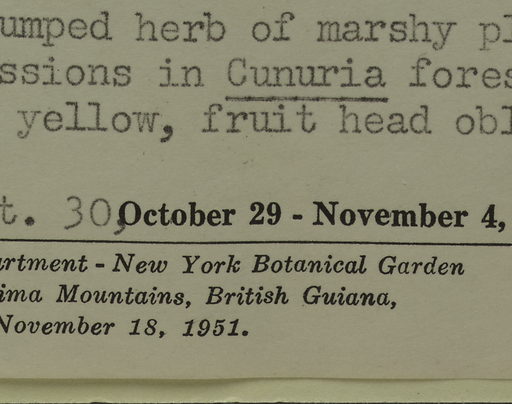 umped herb of marshy pl
ssions in Cunuria fores
yellow, fruit head obl
t. 30, October 29 - November 4,
artment - New York Botanical Garden
ima Mountains, British Guiana,
November 18, 1951.